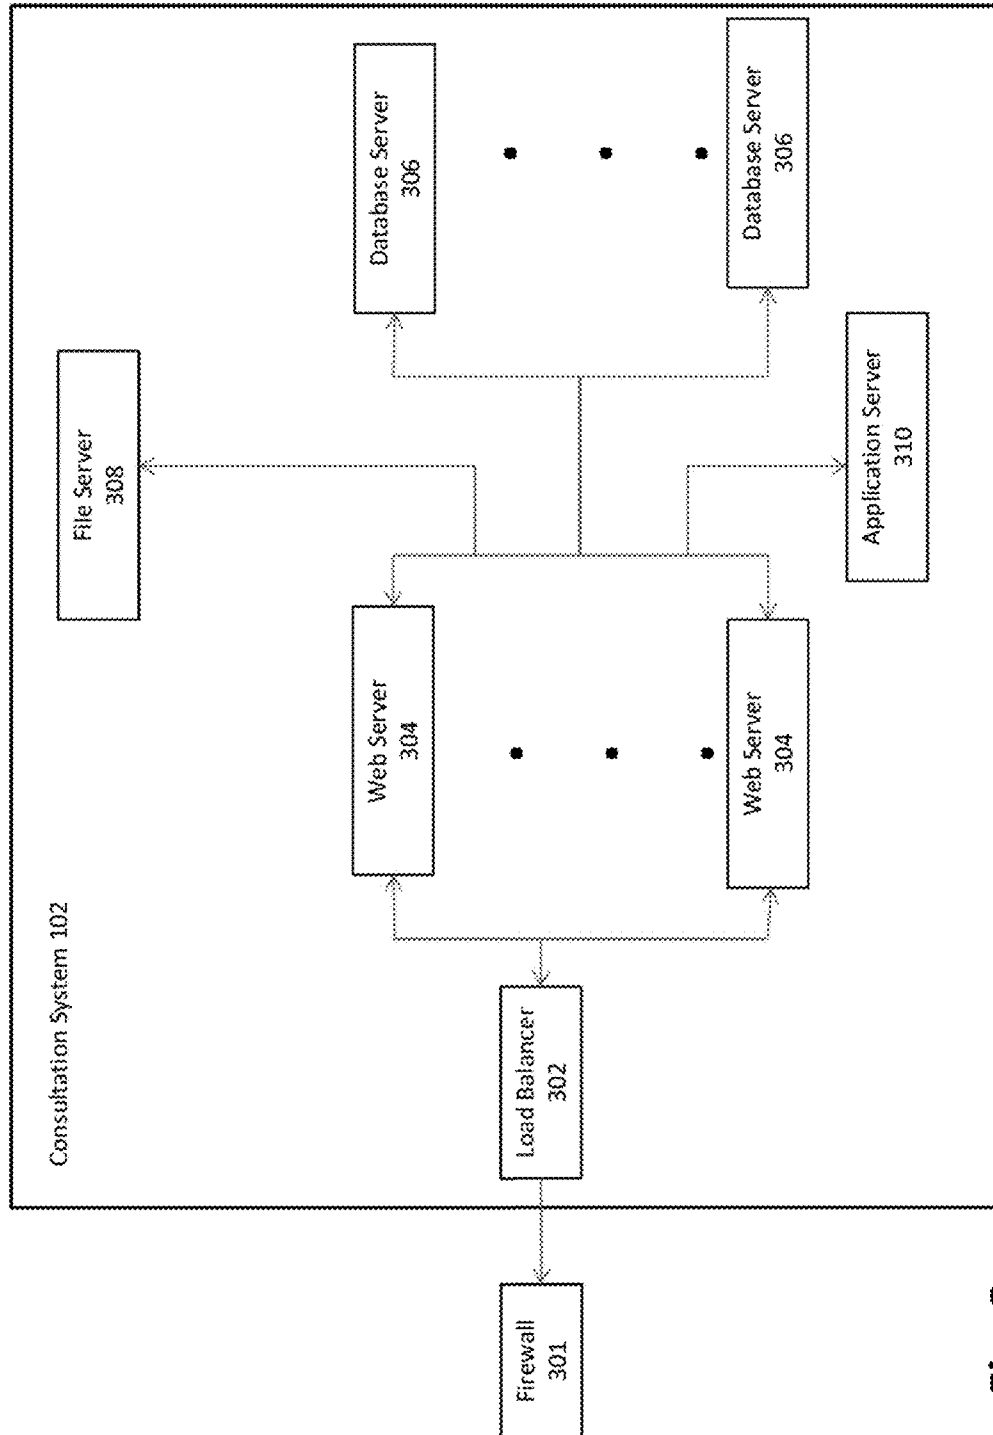 Consultation System 102
File Server
308
Web Server
304
Database Server
306
Firewall
301
Load Balancer
302
Web Server
304
Database Server
306
Application Server
310